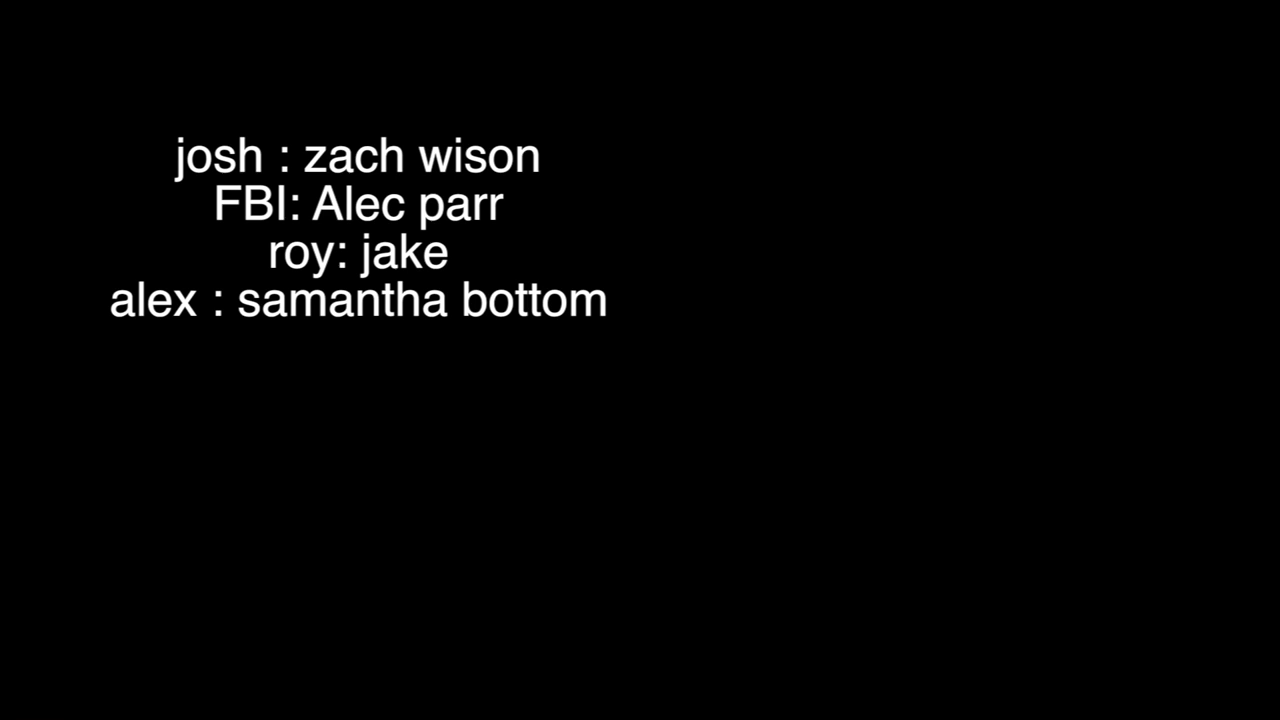 josh : zach wison
FBI: Alec parr
roy: jake
alex : samantha bottom